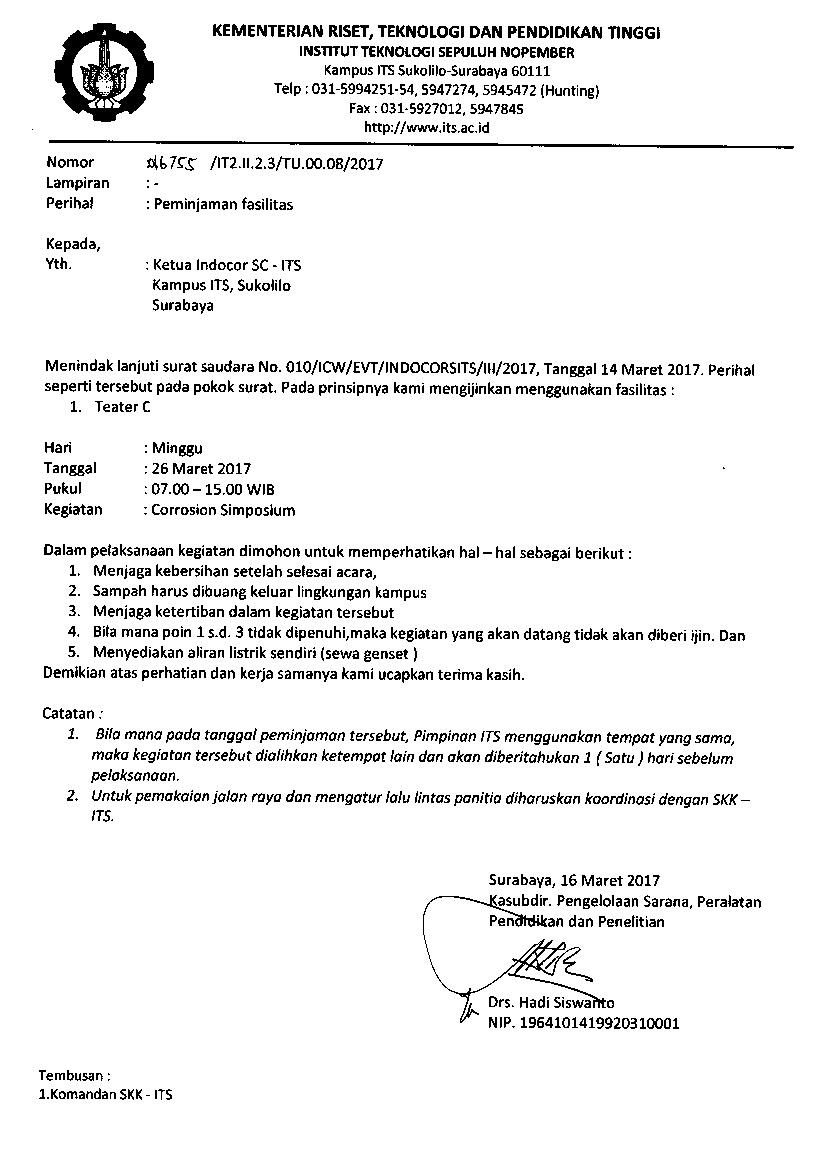 KEMENTERIAN RISET, TEKNOLOGI DAN PENDIDIKAN TINGGI
INSTITUT TEKNOLOGI SEPULUH NOPEMBER
Kampus ITS Sukolilo-Surabaya 60111
Telp : 031-5994251-54, 5947274, 5945472 (Hunting)
Fax : 031-5927012, 5947845
http://www.its.ac.id
Nomor /IT2.II.2.3/TU.00.08/2017
Lampiran : -
Perihal : Peminjaman fasilitas
Kepada,
Yth. : Ketua Indocor SC - ITS
Kampus ITS, Sukolilo
Surabaya
Menindak lanjuti surat saudara No. 010/ICW/EVT/INDOCORSITS/III/2017, Tanggal 14 Maret 2017. Perihal
seperti tersebut pada pokok surat. Pada prinsipnya kami mengijinkan menggunakan fasilitas :
1. Teater C
Hari : Minggu
Tanggal : 26 Maret 2017
Pukul : 07.00 – 15.00 WIB
Kegiatan : Corrosion Simposium
Dalam pelaksanaan kegiatan dimohon untuk memperhatikan hal – hal sebagai berikut :
1. Menjaga kebersihan setelah selesai acara,
2. Sampah harus dibuang keluar lingkungan kampus
3. Menjaga ketertiban dalam kegiatan tersebut
4. Bila mana poin 1 s.d. 3 tidak dipenuhi,maka kegiatan yang akan datang tidak akan diberi ijin. Dan
5. Menyediakan aliran listrik sendiri (sewa genset )
Demikian atas perhatian dan kerja samanya kami ucapkan terima kasih.
Catatan :
1. Bila mana pada tanggal peminjaman tersebut, Pimpinan ITS menggunakan tempat yang sama,
maka kegiatan tersebut dialihkan ketempat lain dan akan diberitahukan 1 ( Satu ) hari sebelum
pelaksanaan.
2. Untuk pemakaian jalan raya dan mengatur lalu lintas panitia diharuskan koordinasi dengan SKK –
ITS.
Surabaya, 16 Maret 2017
Kasubdir. Pengelolaan Sarana, Peralatan
Pendidikan dan Penelitian
Drs. Hadi Siswanto
NIP. 1964101419920310001
Tembusan :
1.Komandan SKK - ITS